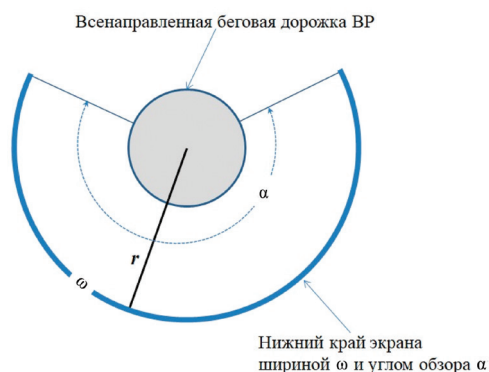 Всенаправленная беговая дорожка ВР
α
r
ω
Нижний край экрана
шириной ω и углом обзора α